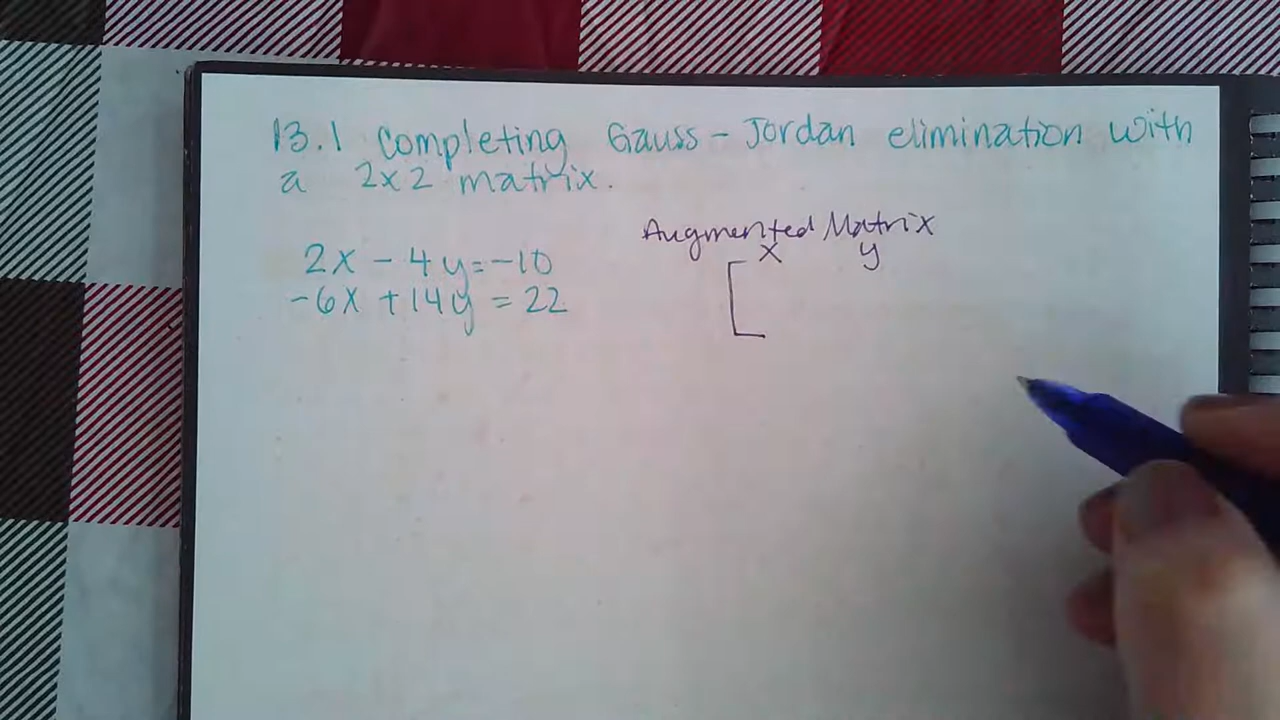 13.1 Completing Gauss-Jordan elimination with
a 2x2 matrix.
Augmented Matrix
x y
2x - 4y = -10
-6x + 14y = 22